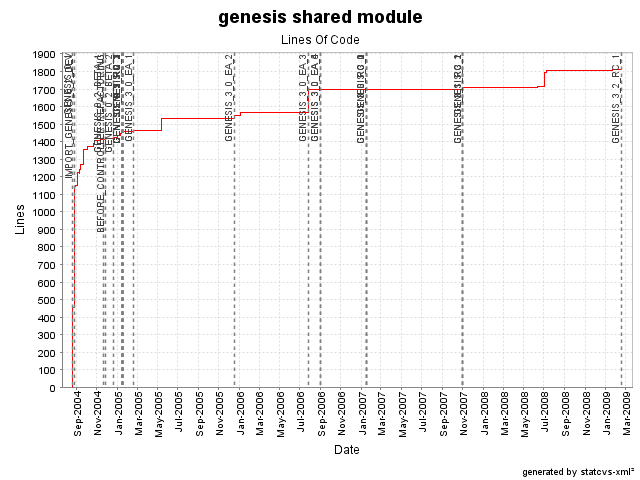 genesis shared module
Lines Of Code
Lines
1900
1800
1700
1600
1500
1400
1300
1200
1100
1000
900
800
700
600
500
400
300
200
100
0
GENESIS_3_0_EA_1
GENESIS_3_0_EA_2
GENESIS_3_0_EA_3
GENESIS_3_2_RC_1
Sep-2004
Nov-2004
Jan-2005
Mar-2005
May-2005
Jul-2005
Sep-2005
Nov-2005
Jan-2006
Mar-2006
May-2006
Jul-2006
Sep-2006
Nov-2006
Jan-2007
Mar-2007
May-2007
Jul-2007
Sep-2007
Nov-2007
Jan-2008
Mar-2008
May-2008
Jul-2008
Sep-2008
Nov-2008
Jan-2009
Mar-2009
Date
generated by statcvs-xml²